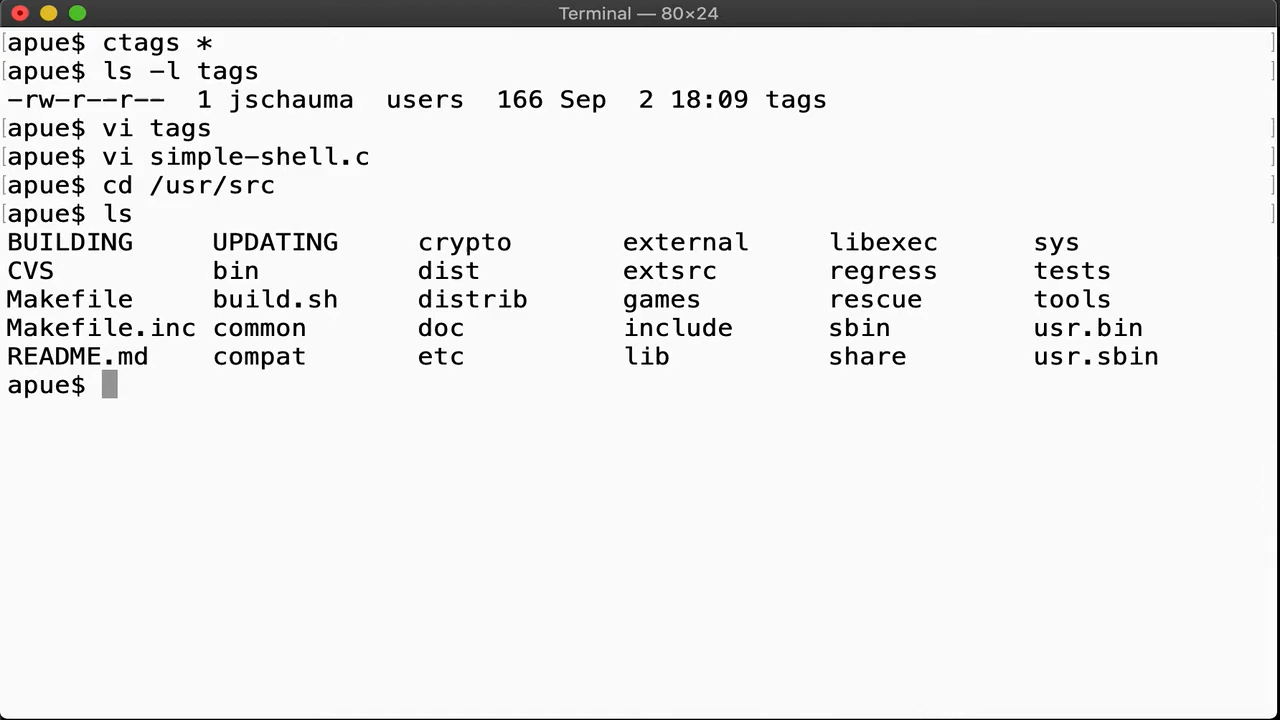 Terminal — 80×24
[apue$ ctags * ]
[apue$ ls -l tags ]
-rw-r--r--  1 jschauma  users  166 Sep  2 18:09 tags
[apue$ vi tags ]
[apue$ vi simple-shell.c ]
[apue$ cd /usr/src ]
[apue$ ls ]
BUILDING     UPDATING     crypto       external     libexec      sys
CVS          bin          dist         extsrc       regress      tests
Makefile     build.sh     distrib      games        rescue       tools
Makefile.inc common       doc          include      sbin         usr.bin
README.md    compat       etc          lib          share        usr.sbin
apue$